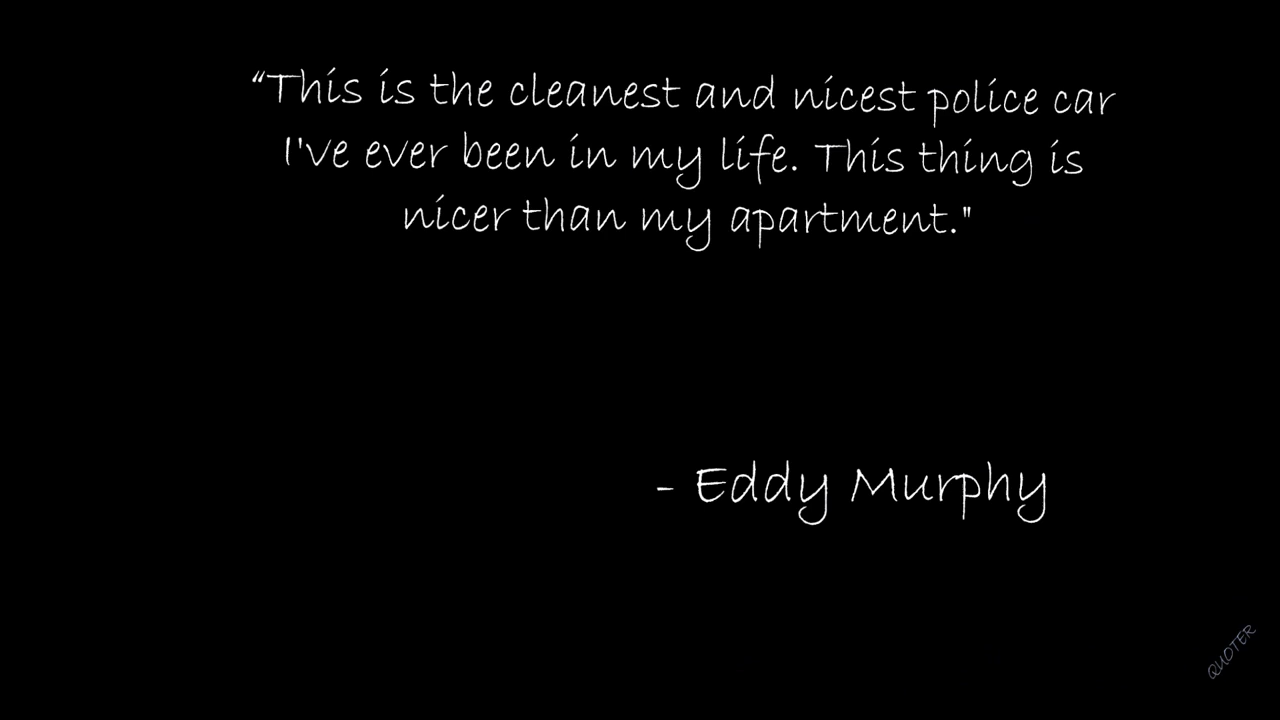 “This is the cleanest and nicest police car
I've ever been in my life. This thing is
nicer than my apartment."
- Eddy Murphy
QUOTER